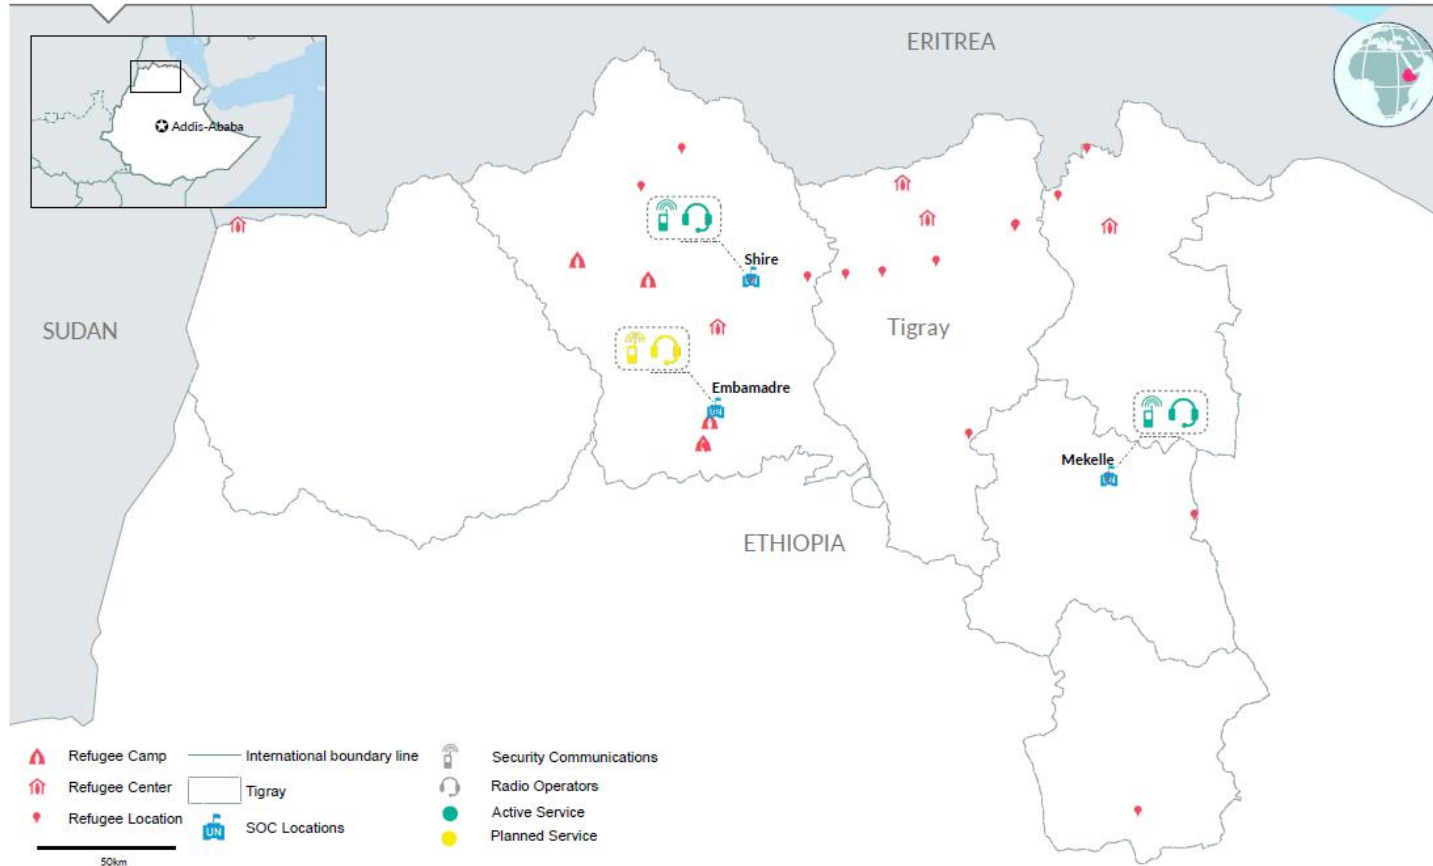 ERITREA
Addis-Ababa
Shire
SUDAN
Tigray
Embamadre
Mekelle
ETHIOPIA
Refugee Camp
International boundary line
Security Communications
Refugee Center
Tigray
Radio Operators
Refugee Location
UN
SOC Locations
Active Service
Planned Service
50km